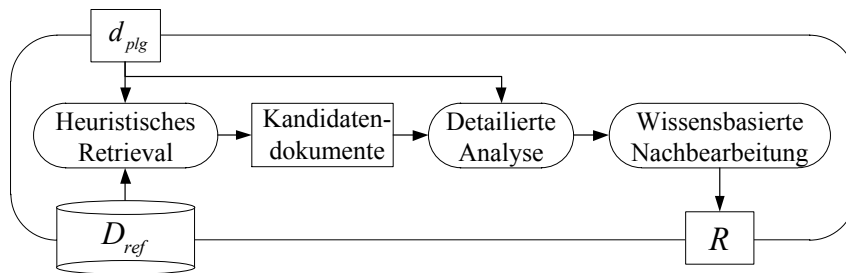 d_plg
Heuristisches
Retrieval
Kandidaten-
dokumente
Detailierte
Analyse
Wissensbasierte
Nachbearbeitung
D_ref
R